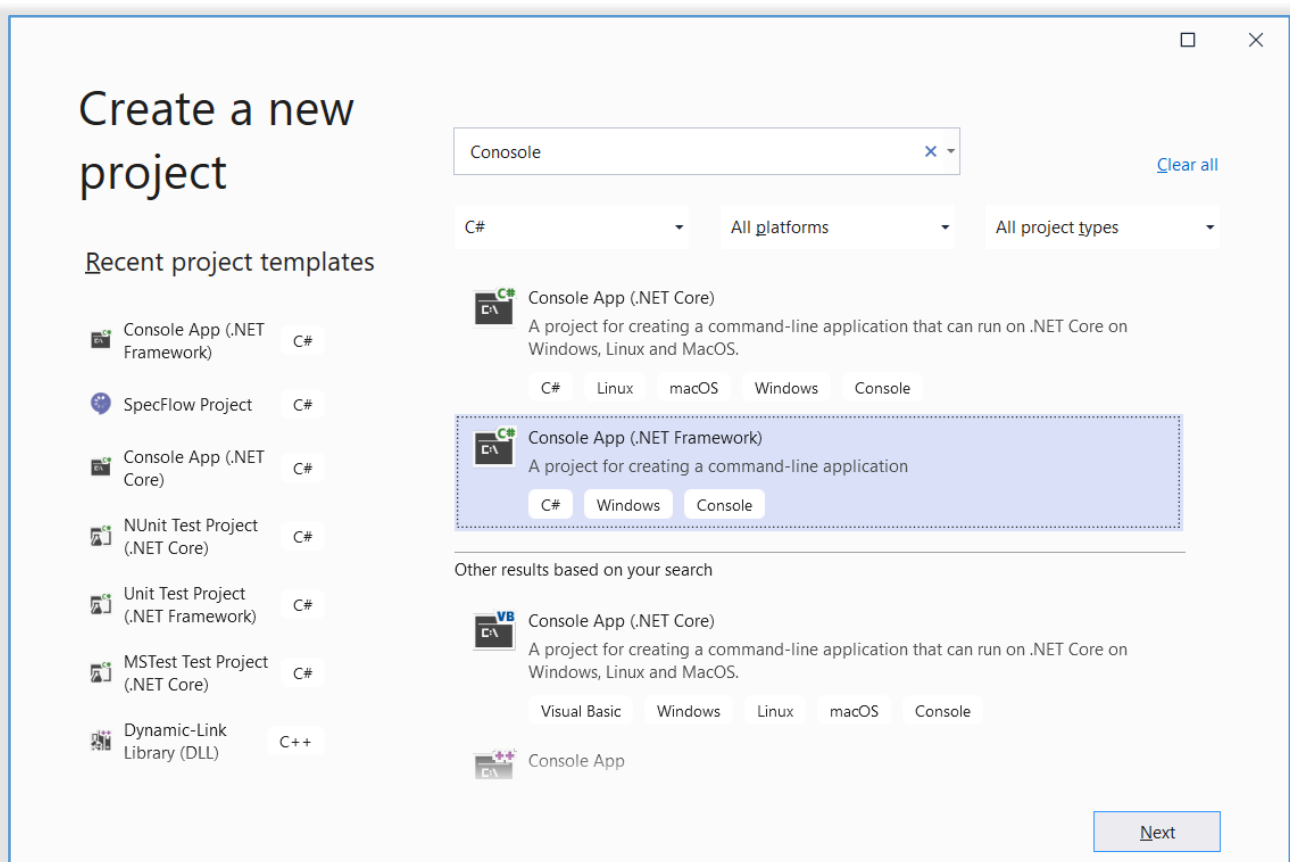 Create a new
project
Conosole
Clear all
C#
All platforms
All project types
Recent project templates
Console App (.NET
Framework)
C#
SpecFlow Project
C#
Console App (.NET
Core)
C#
NUnit Test Project
(.NET Core)
C#
Unit Test Project
(.NET Framework)
C#
MSTest Test Project
(.NET Core)
C#
Dynamic-Link
Library (DLL)
C++
C#
Console App (.NET Core)
A project for creating a command-line application that can run on .NET Core on
Windows, Linux and MacOS.
C# Linux macOS Windows Console
C#
Console App (.NET Framework)
A project for creating a command-line application
C# Windows Console
Other results based on your search
VB
Console App (.NET Core)
A project for creating a command-line application that can run on .NET Core on
Windows, Linux and MacOS.
Visual Basic Windows Linux macOS Console
++
Console App
Next